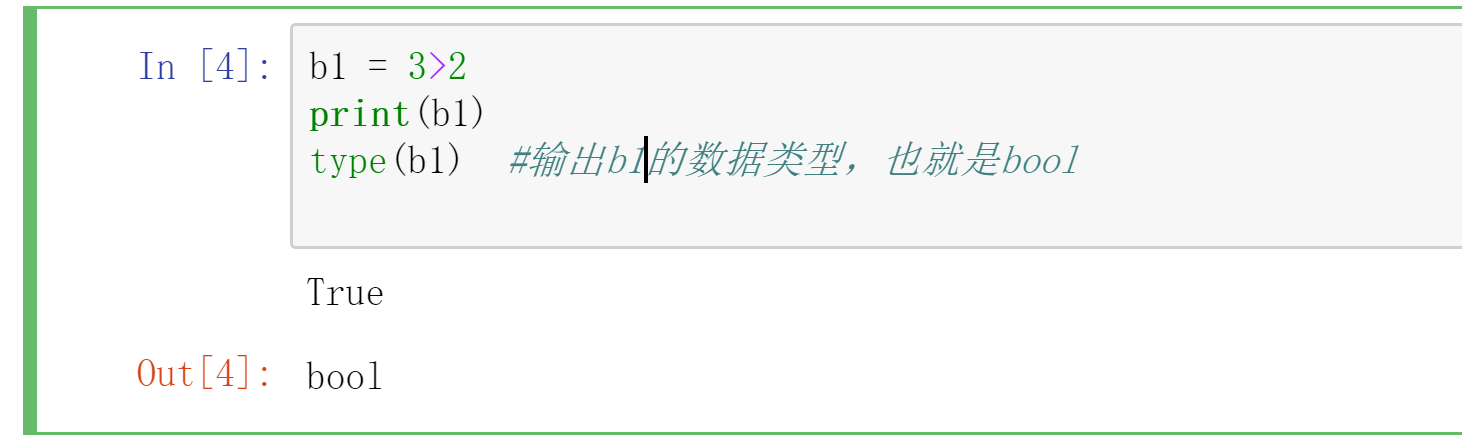 In [4]: b1 = 3>2
print(b1)
type(b1)  #输出b1的数据类型，也就是bool
True
Out[4]: bool